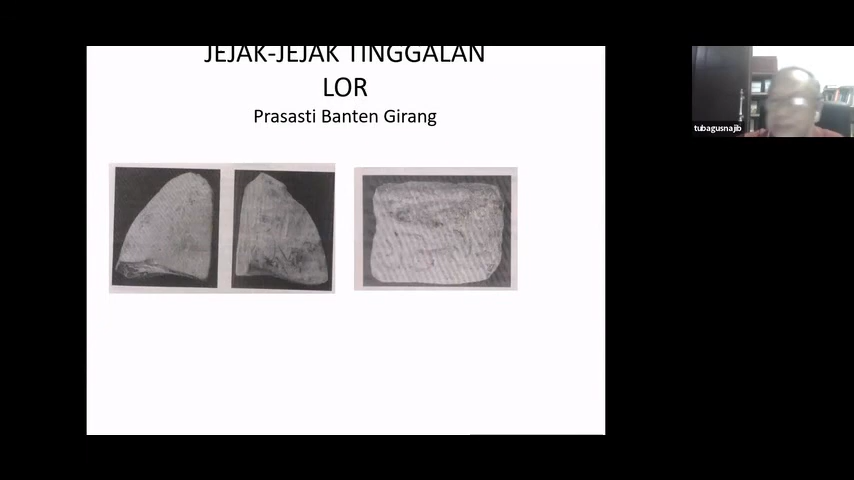 JEJAK-JEJAK TINGGALAN
LOR
Prasasti Banten Girang
tubagusnajib